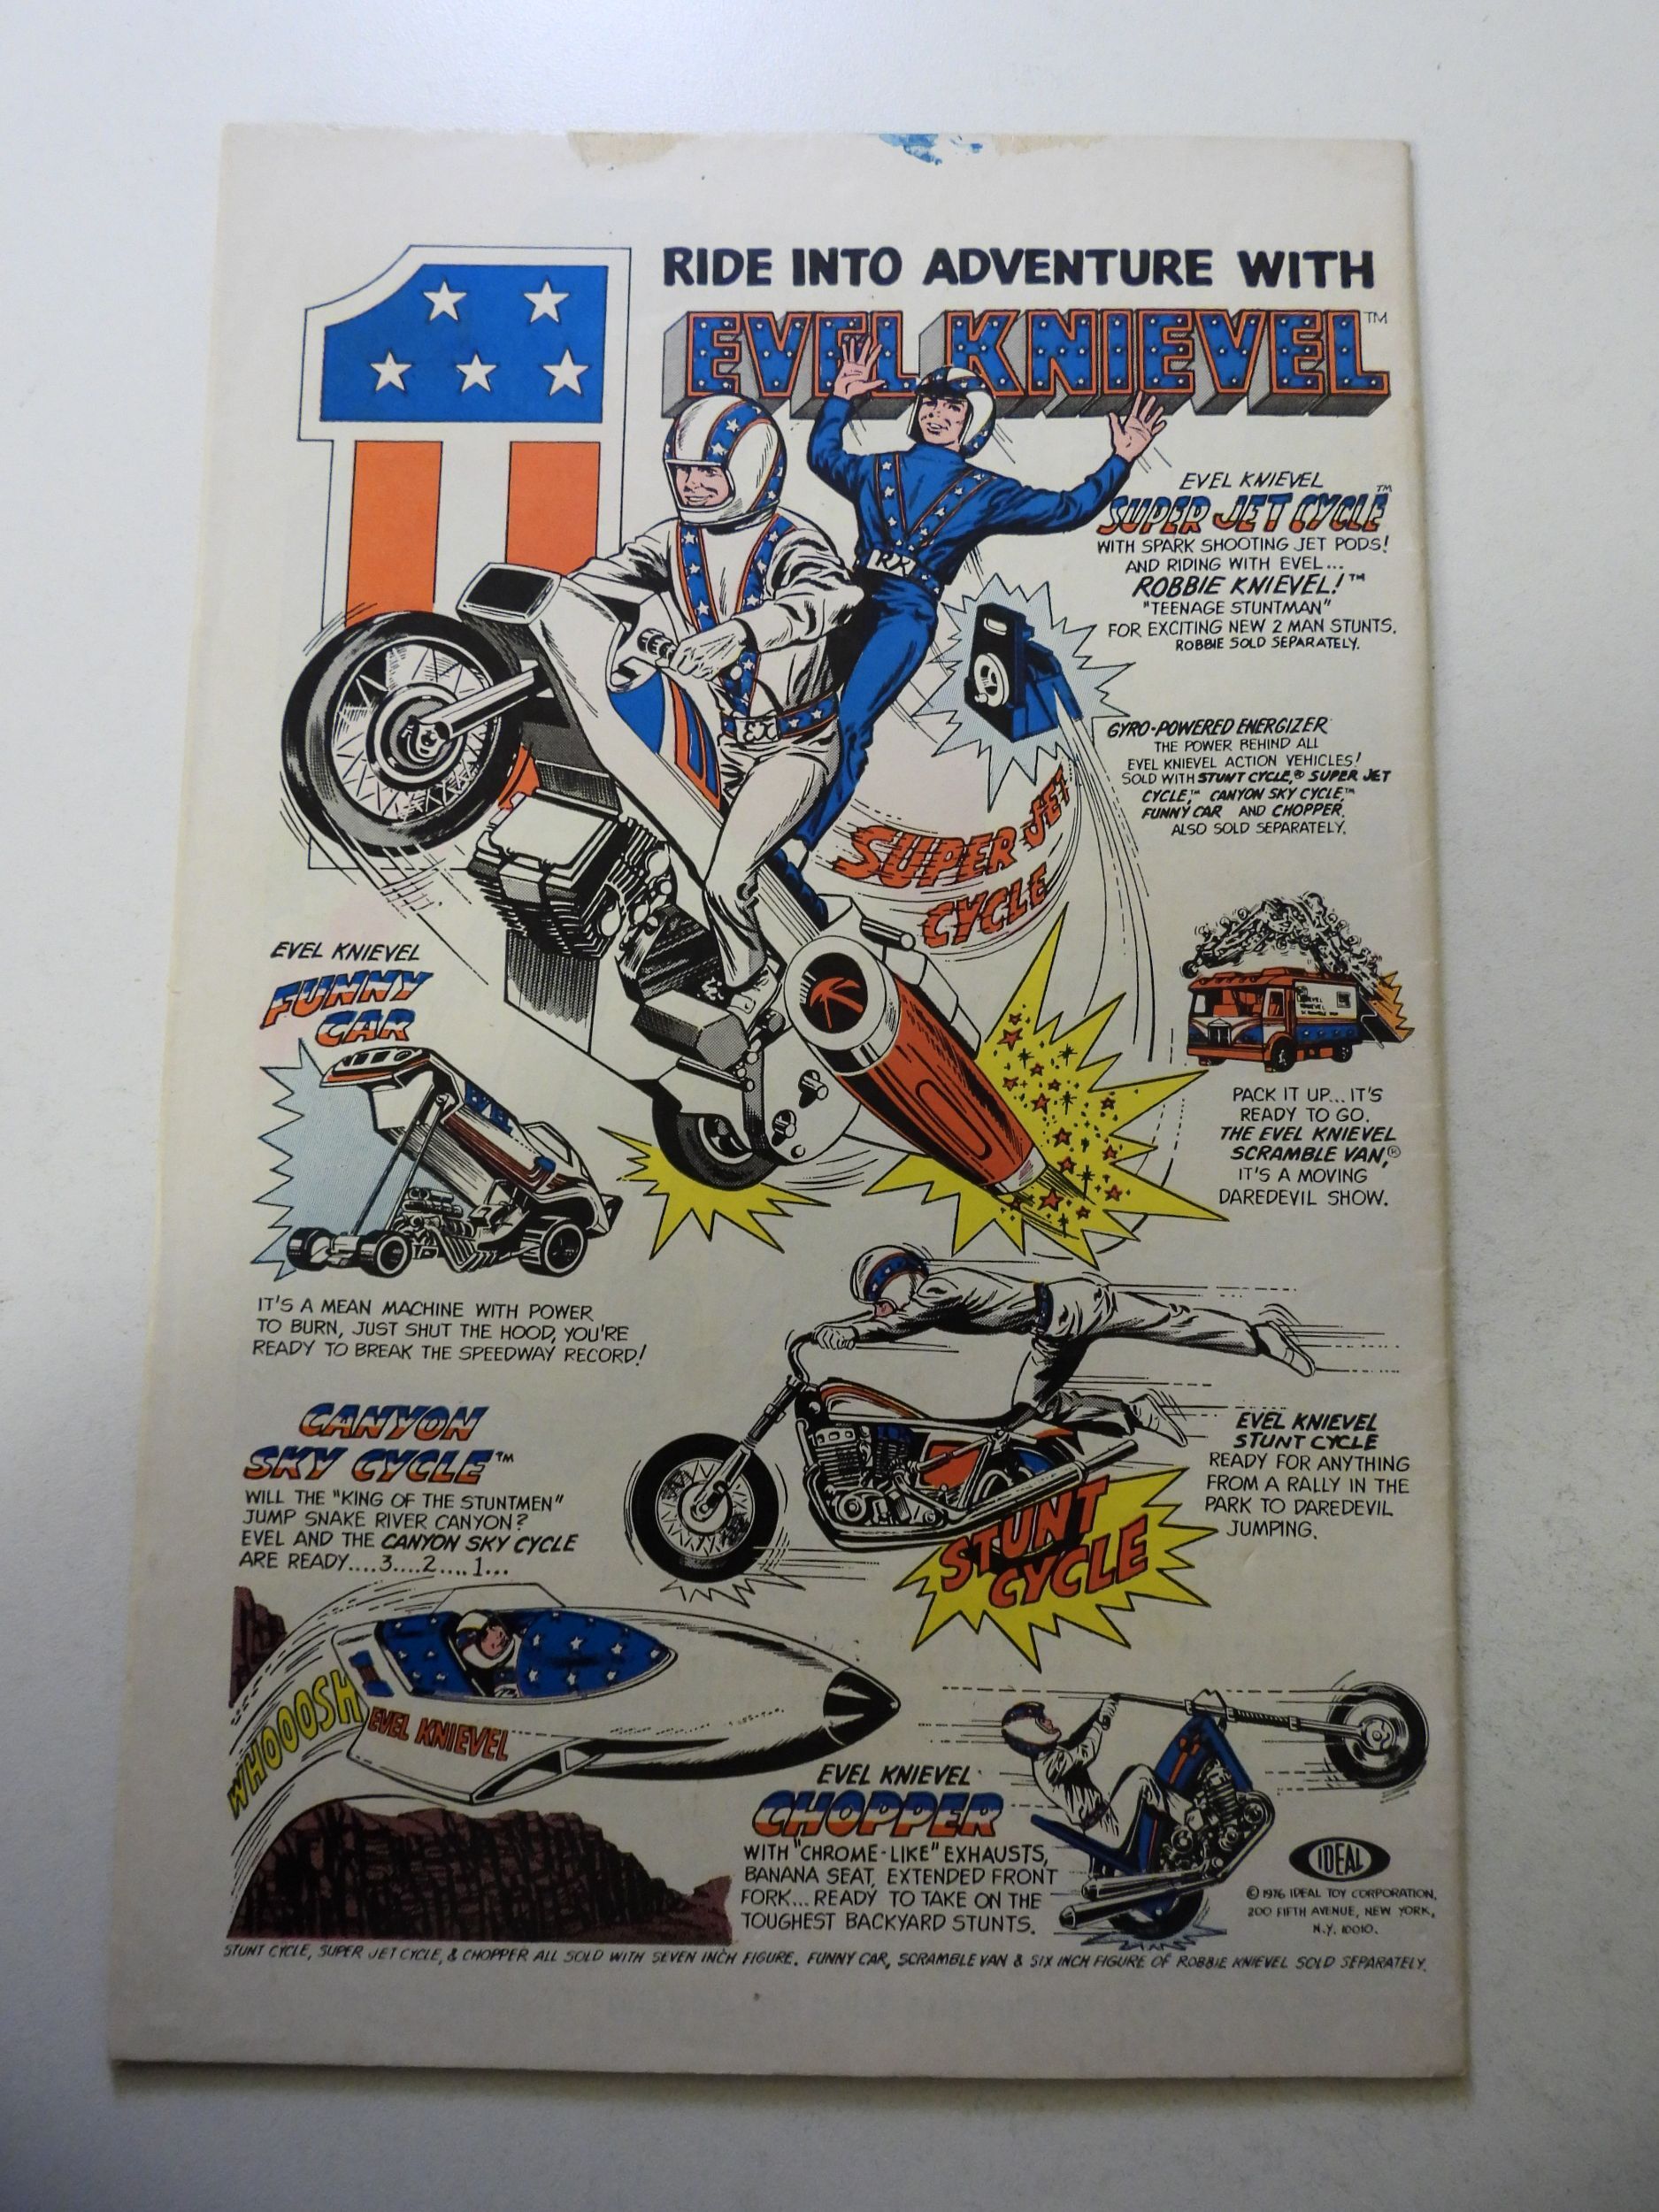 RIDE INTO ADVENTURE WITH
EVEL KNIEVEL™
EVEL KNIEVEL
SUPER JET CYCLE™
WITH SPARK SHOOTING JET PODS!
AND RIDING WITH EVEL...
ROBBIE KNIEVEL!™
"TEENAGE STUNTMAN"
FOR EXCITING NEW 2 MAN STUNTS.
ROBBIE SOLD SEPARATELY.
GYRO-POWERED ENERGIZER
THE POWER BEHIND ALL
EVEL KNIEVEL ACTION VEHICLES!
SOLD WITH STUNT CYCLE,® SUPER JET
CYCLE,™ CANYON SKY CYCLE,™
FUNNY CAR AND CHOPPER.
ALSO SOLD SEPARATELY.
SUPER JET
CYCLE
EVEL KNIEVEL
FUNNY
CAR
IT'S A MEAN MACHINE WITH POWER
TO BURN, JUST SHUT THE HOOD, YOU'RE
READY TO BREAK THE SPEEDWAY RECORD!
PACK IT UP...IT'S
READY TO GO.
THE EVEL KNIEVEL
SCRAMBLE VAN,®
IT'S A MOVING
DAREDEVIL SHOW.
CANYON
SKY CYCLE™
WILL THE "KING OF THE STUNTMEN"
JUMP SNAKE RIVER CANYON?
EVEL AND THE CANYON SKY CYCLE
ARE READY....3....2....1...
EVEL KNIEVEL
STUNT CYCLE
READY FOR ANYTHING
FROM A RALLY IN THE
PARK TO DAREDEVIL
JUMPING.
STUNT
CYCLE
WHOOOSH
EVEL KNIEVEL
EVEL KNIEVEL
CHOPPER
WITH "CHROME-LIKE" EXHAUSTS,
BANANA SEAT, EXTENDED FRONT
FORK...READY TO TAKE ON THE
TOUGHEST BACKYARD STUNTS.
IDEAL
© 1976 IDEAL TOY CORPORATION,
200 FIFTH AVENUE, NEW YORK,
N.Y. 10010.
STUNT CYCLE, SUPER JET CYCLE, & CHOPPER ALL SOLD WITH SEVEN INCH FIGURE. FUNNY CAR, SCRAMBLE VAN & SIX INCH FIGURE OF ROBBIE KNIEVEL SOLD SEPARATELY.